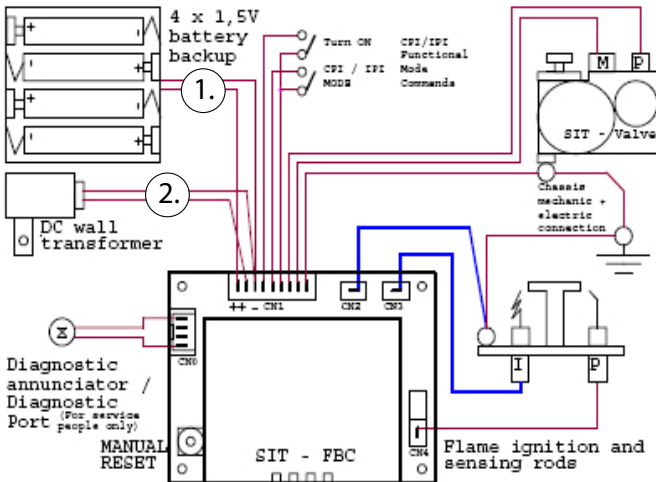 4 x 1,5V
battery
backup
1.
Turn ON CPI/IPI
Functional
CPI / IPI Mode
MODE Commands
M P
SIT - Valve
2.
DC wall
transformer
Chassis
mechanic +
electric
connection
++ - CN1
CN2
CN3
CN0
Diagnostic
annunciator /
Diagnostic
Port (For service
people only)
I P
MANUAL
RESET
SIT - FBC
CN4
Flame ignition and
sensing rods